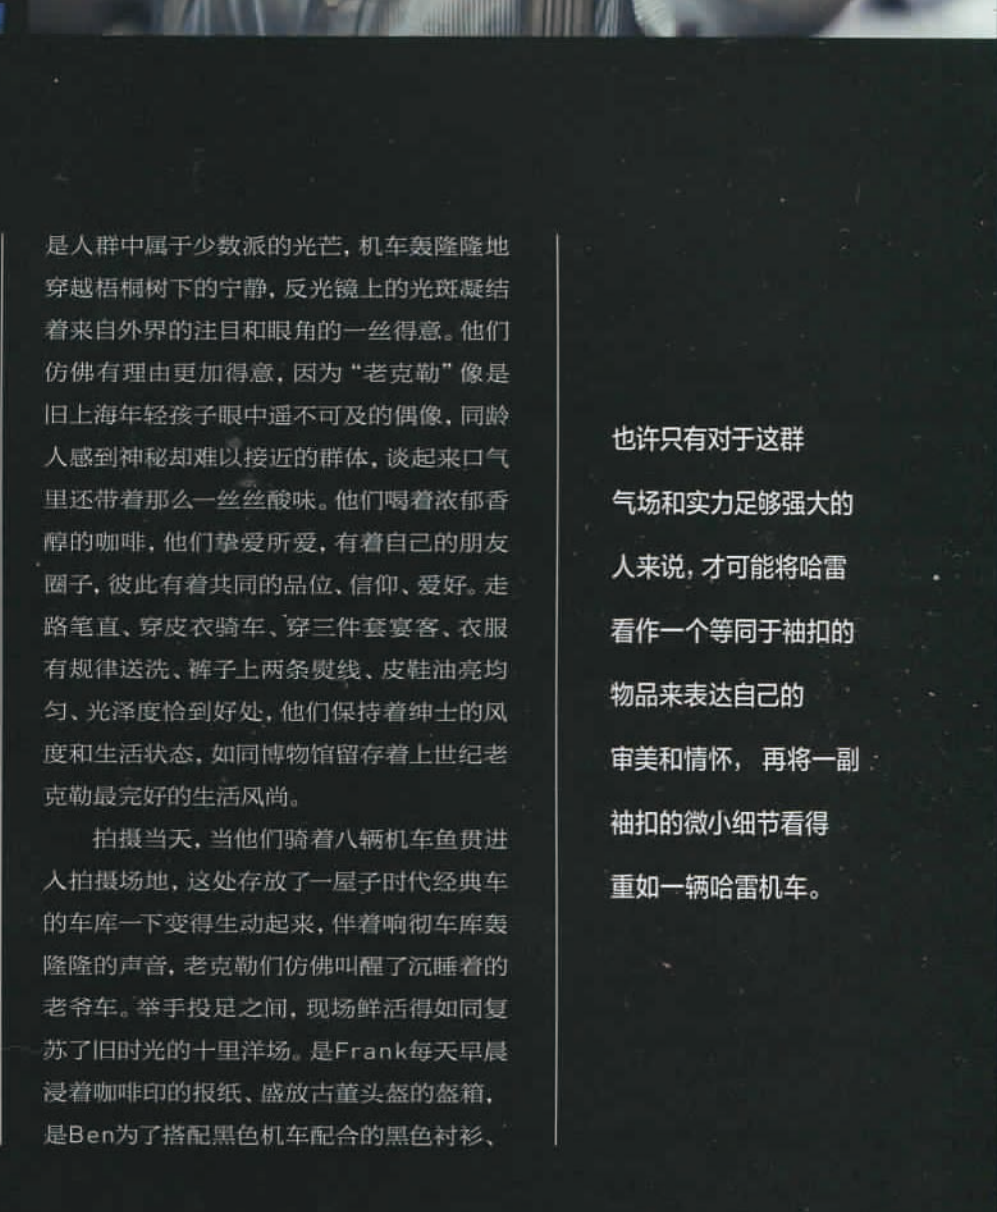 是人群中属于少数派的光芒，机车轰隆隆地
穿越梧桐树下的宁静，反光镜上的光斑凝结
着来自外界的注目和眼角的一丝得意。他们
仿佛有理由更加得意，因为“老克勒”像是
旧上海年轻孩子眼中遥不可及的偶像，同龄
人感到神秘却难以接近的群体，谈起来口气
里还带着那么一丝丝酸味。他们喝着浓郁香
醇的咖啡，他们挚爱所爱，有着自己的朋友
圈子，彼此有着共同的品位、信仰、爱好。走
路笔直、穿皮衣骑车、穿三件套宴客、衣服
有规律送洗、裤子上两条熨线、皮鞋油亮均
匀、光泽度恰到好处，他们保持着绅士的风
度和生活状态，如同博物馆留存着上世纪老
克勒最完好的生活风尚。
拍摄当天，当他们骑着八辆机车鱼贯进
入拍摄场地，这处存放了一屋子时代经典车
的车库一下变得生动起来，伴着响彻车库轰
隆隆的声音，老克勒们仿佛叫醒了沉睡着的
老爷车。举手投足之间，现场鲜活得如同复
苏了旧时光的十里洋场。是Frank每天早晨
浸着咖啡印的报纸、盛放古董头盔的盔箱，
是Ben为了搭配黑色机车配合的黑色衬衫、
也许只有对于这群
气场和实力足够强大的
人来说，才可能将哈雷
看作一个等同于袖扣的
物品来表达自己的
审美和情怀， 再将一副
袖扣的微小细节看得
重如一辆哈雷机车。